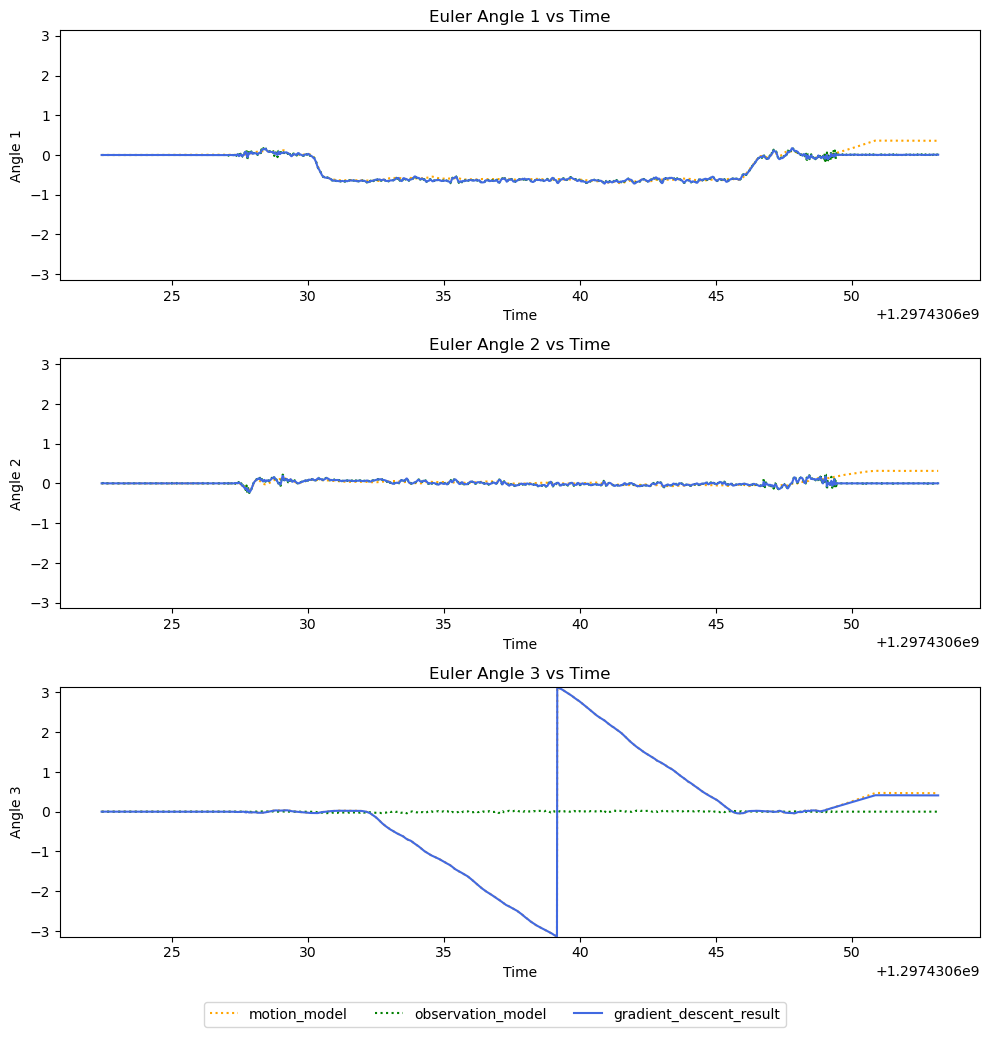 Euler Angle 1 vs Time
3
2
1
0
−1
−2
−3
Angle 1
25 30 35 40 45 50
Time
+1.2974306e9
Euler Angle 2 vs Time
3
2
1
0
−1
−2
−3
Angle 2
25 30 35 40 45 50
Time
+1.2974306e9
Euler Angle 3 vs Time
3
2
1
0
−1
−2
−3
Angle 3
25 30 35 40 45 50
Time
+1.2974306e9
motion_model observation_model gradient_descent_result